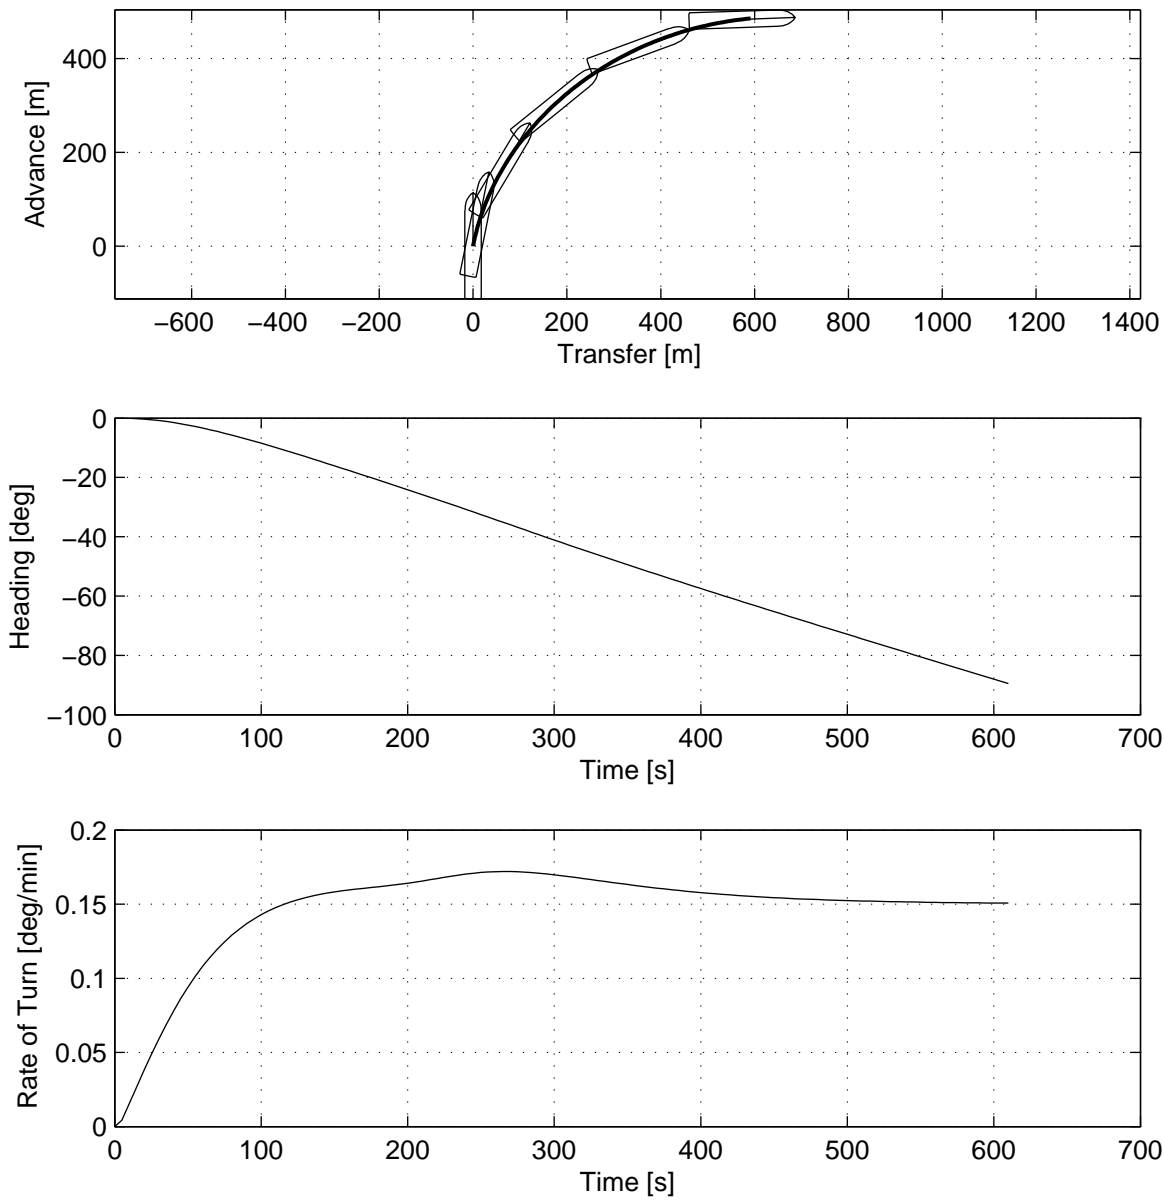 400
200
0
Advance [m]
−600 −400 −200 0 200 400 600 800 1000 1200 1400
Transfer [m]
0
−20
−40
−60
−80
−100
Heading [deg]
0 100 200 300 400 500 600 700
Time [s]
0.2
0.15
0.1
0.05
0
Rate of Turn [deg/min]
0 100 200 300 400 500 600 700
Time [s]